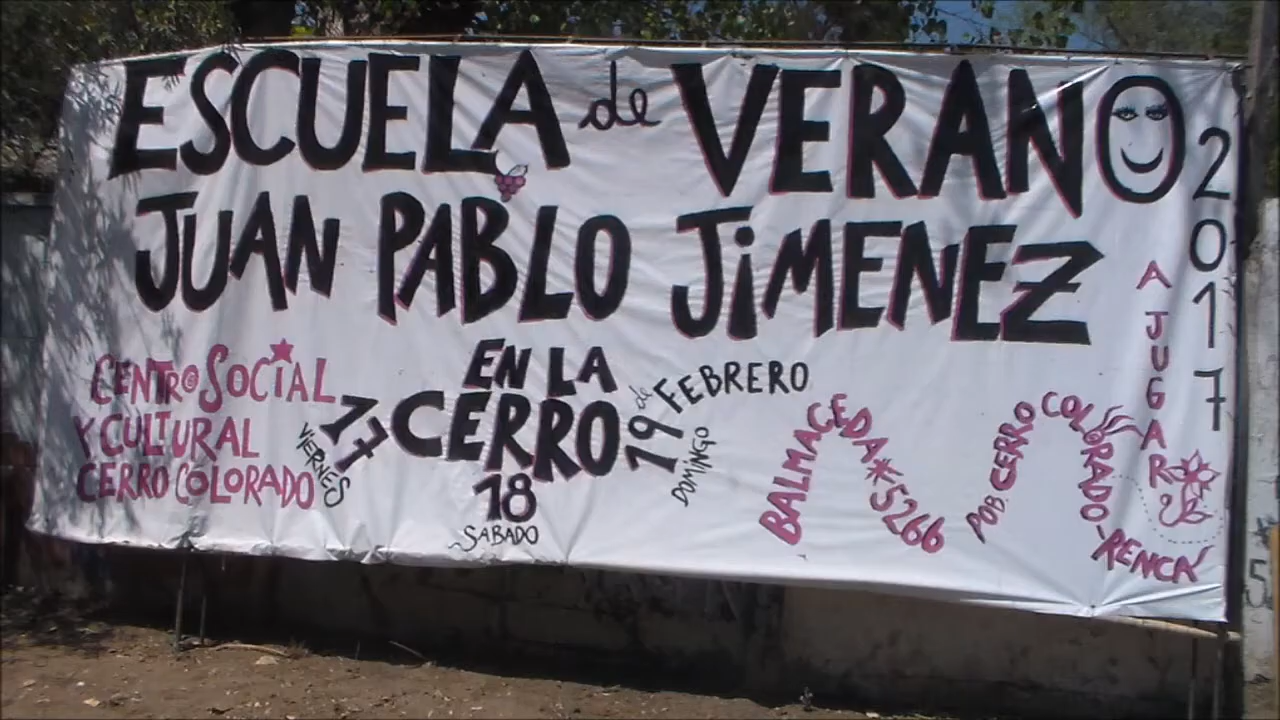 ESCUELA de VERANO
2017
JUAN PABLO JiMENEZ
A JUGAR
CENTRO SOCIAL
Y CULTURAL
CERRO COLORADO
EN LA
CERRO
VIERNES 17
18
SABADO
19 de FEBRERO
DOMINGO
BALMACEDA*5266
POB CERRO COLORADO-RENCA